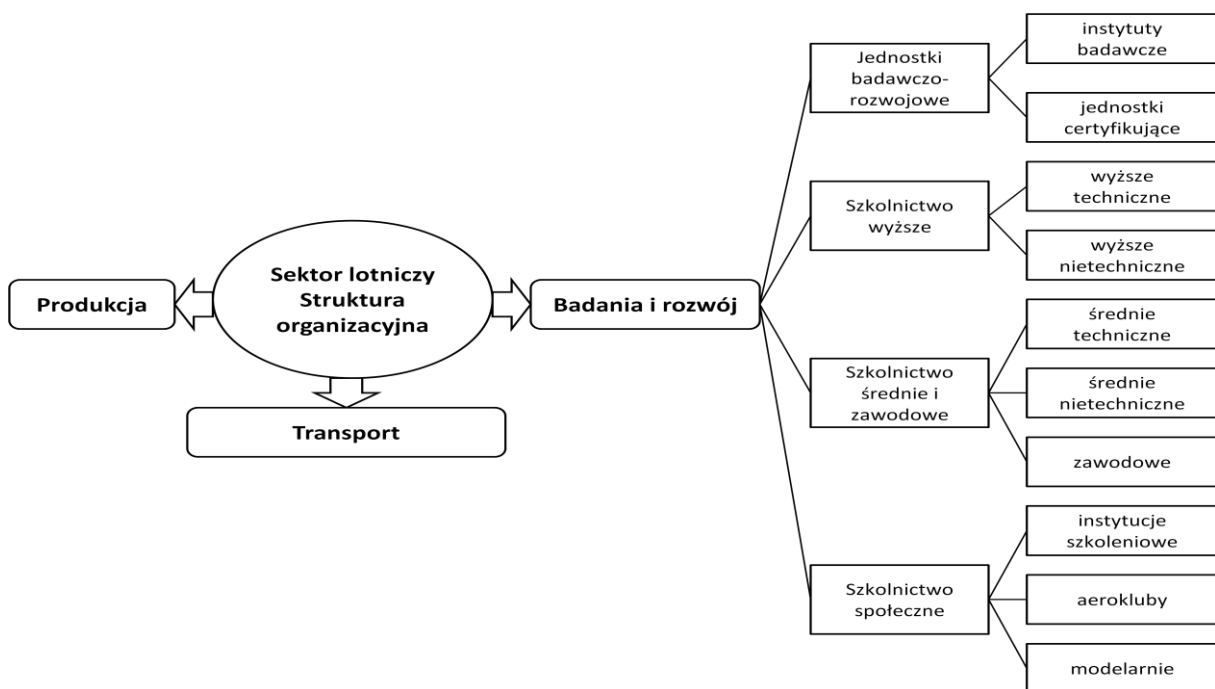 Produkcja
Sektor lotniczy
Struktura
organizacyjna
Transport
Badania i rozwój
Jednostki
badawczo-
rozwojowe
instytuty
badawcze
jednostki
certyfikujące
Szkolnictwo
wyższe
wyższe
techniczne
wyższe
nietechniczne
Szkolnictwo
średnie i
zawodowe
średnie
techniczne
średnie
nietechniczne
zawodowe
Szkolnictwo
społeczne
instytucje
szkoleniowe
aerokluby
modelarnie